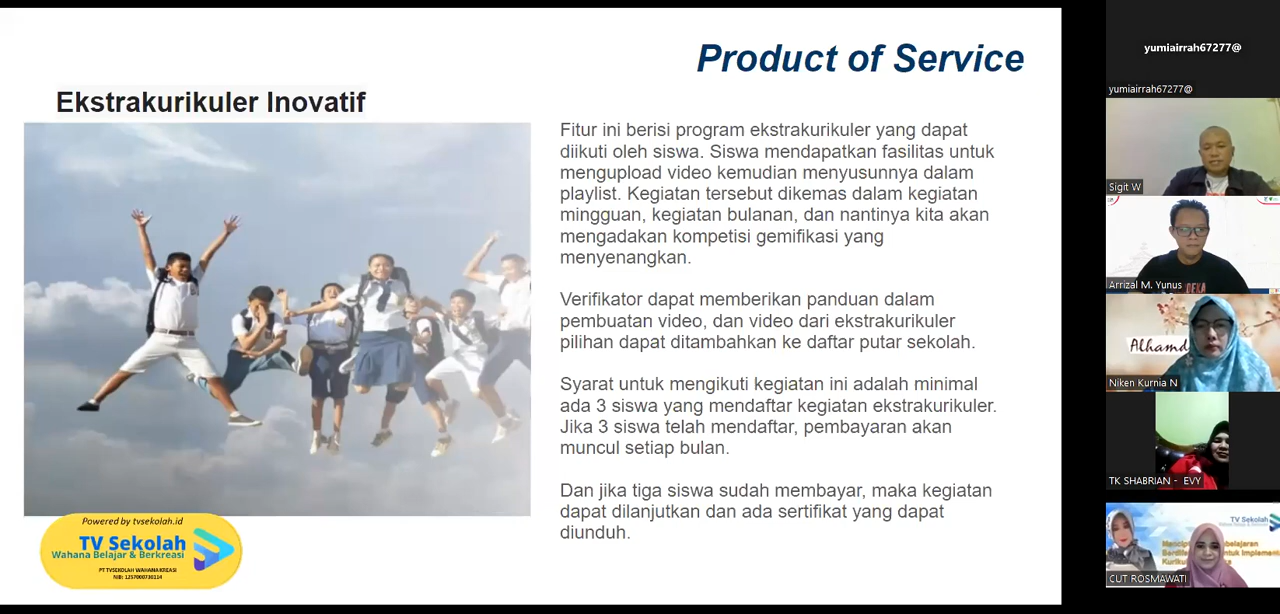 Product of Service
Ekstrakurikuler Inovatif
Fitur ini berisi program ekstrakurikuler yang dapat
diikuti oleh siswa. Siswa mendapatkan fasilitas untuk
mengupload video kemudian menyusunnya dalam
playlist. Kegiatan tersebut dikemas dalam kegiatan
mingguan, kegiatan bulanan, dan nantinya kita akan
mengadakan kompetisi gemifikasi yang
menyenangkan.
Verifikator dapat memberikan panduan dalam
pembuatan video, dan video dari ekstrakurikuler
pilihan dapat ditambahkan ke daftar putar sekolah.
Syarat untuk mengikuti kegiatan ini adalah minimal
ada 3 siswa yang mendaftar kegiatan ekstrakurikuler.
Jika 3 siswa telah mendaftar, pembayaran akan
muncul setiap bulan.
Dan jika tiga siswa sudah membayar, maka kegiatan
dapat dilanjutkan dan ada sertifikat yang dapat
diunduh.
Powered by tvsekolah.id
TV Sekolah
Wahana Belajar & Berkreasi
PT TVSEKOLAH WAHANA KREASI
yumiairrah67277@
yumiairrah67277@
Sigit W
Arrizal M. Yunus
Alhamd
Niken Kurnia N
TK SHABRIAN - EVY
TV Sekolah
CUT ROSMAWATI